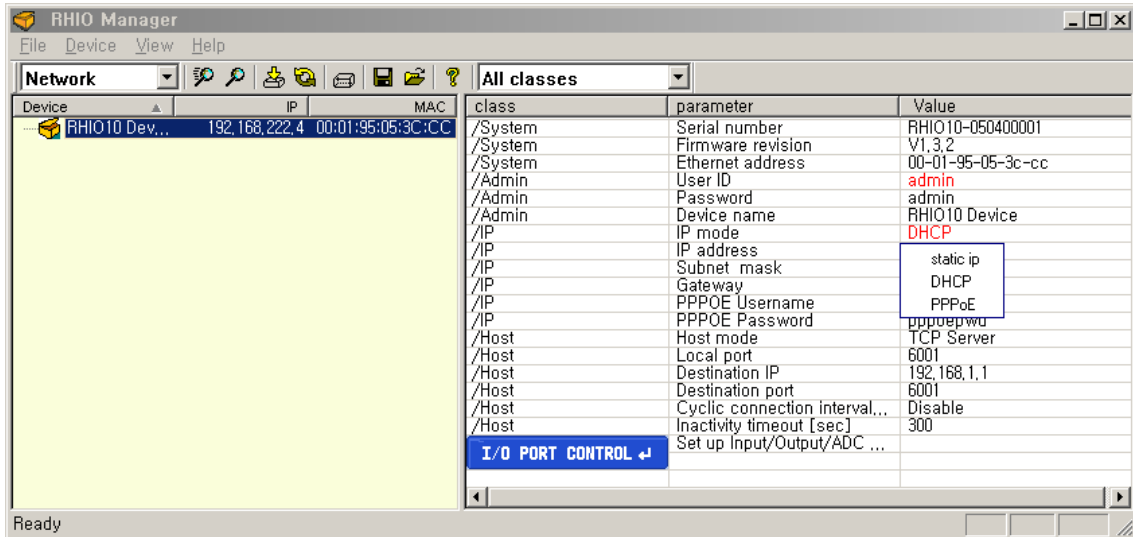 RHIO Manager
File Device View Help
Network All classes
Device IP MAC
RHIO10 Dev... 192,168,222,4 00:01:95:05:3C:CC
class parameter Value
/System Serial number RHIO10-050400001
/System Firmware revision V1,3,2
/System Ethernet address 00-01-95-05-3c-cc
/Admin User ID admin
/Admin Password admin
/Admin Device name RHIO10 Device
/IP IP mode DHCP
/IP IP address
/IP Subnet mask
/IP Gateway
/IP PPPOE Username
/IP PPPOE Password pppoepwd
static ip
DHCP
PPPoE
/Host Host mode TCP Server
/Host Local port 6001
/Host Destination IP 192,168,1,1
/Host Destination port 6001
/Host Cyclic connection interval...  Disable
/Host Inactivity timeout [sec] 300
I/O PORT CONTROL ↵ Set up Input/Output/ADC ...
Ready